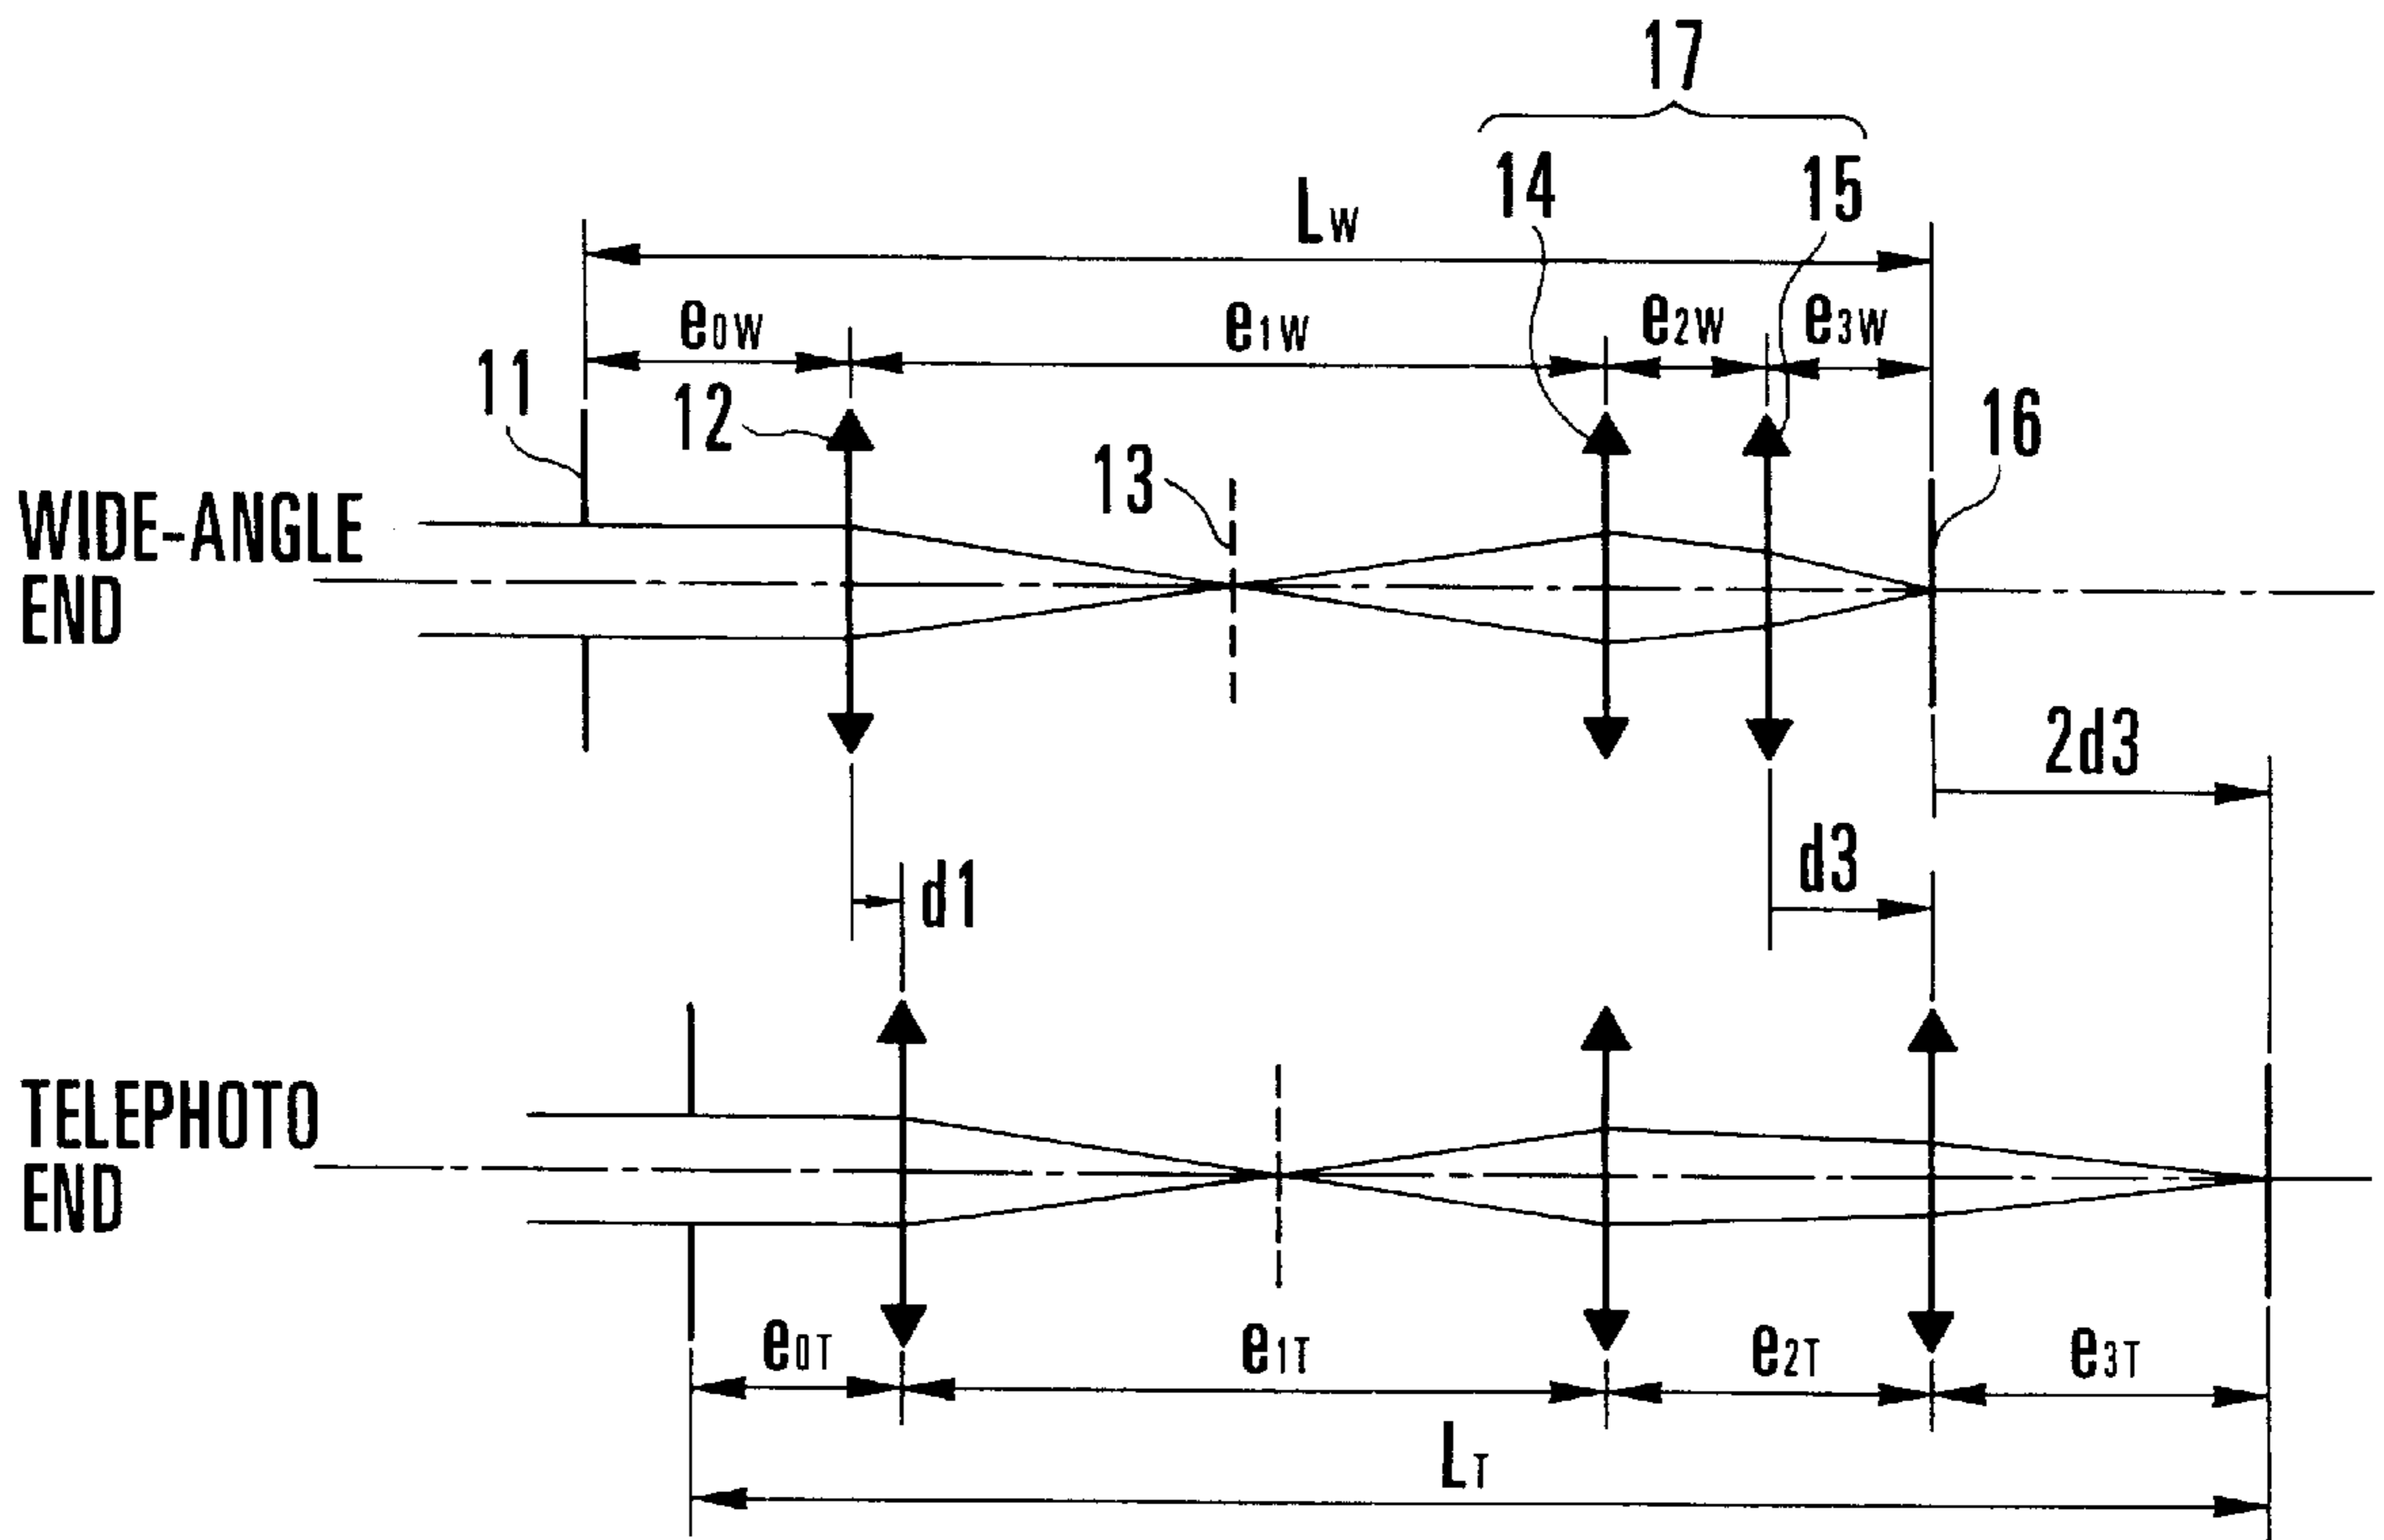 17
14 15
Lw
e0W e1W e2W e3W
11 12 13 16
WIDE-ANGLE
END
2d3
d1 d3
TELEPHOTO
END
e0T e1T e2T e3T
LT